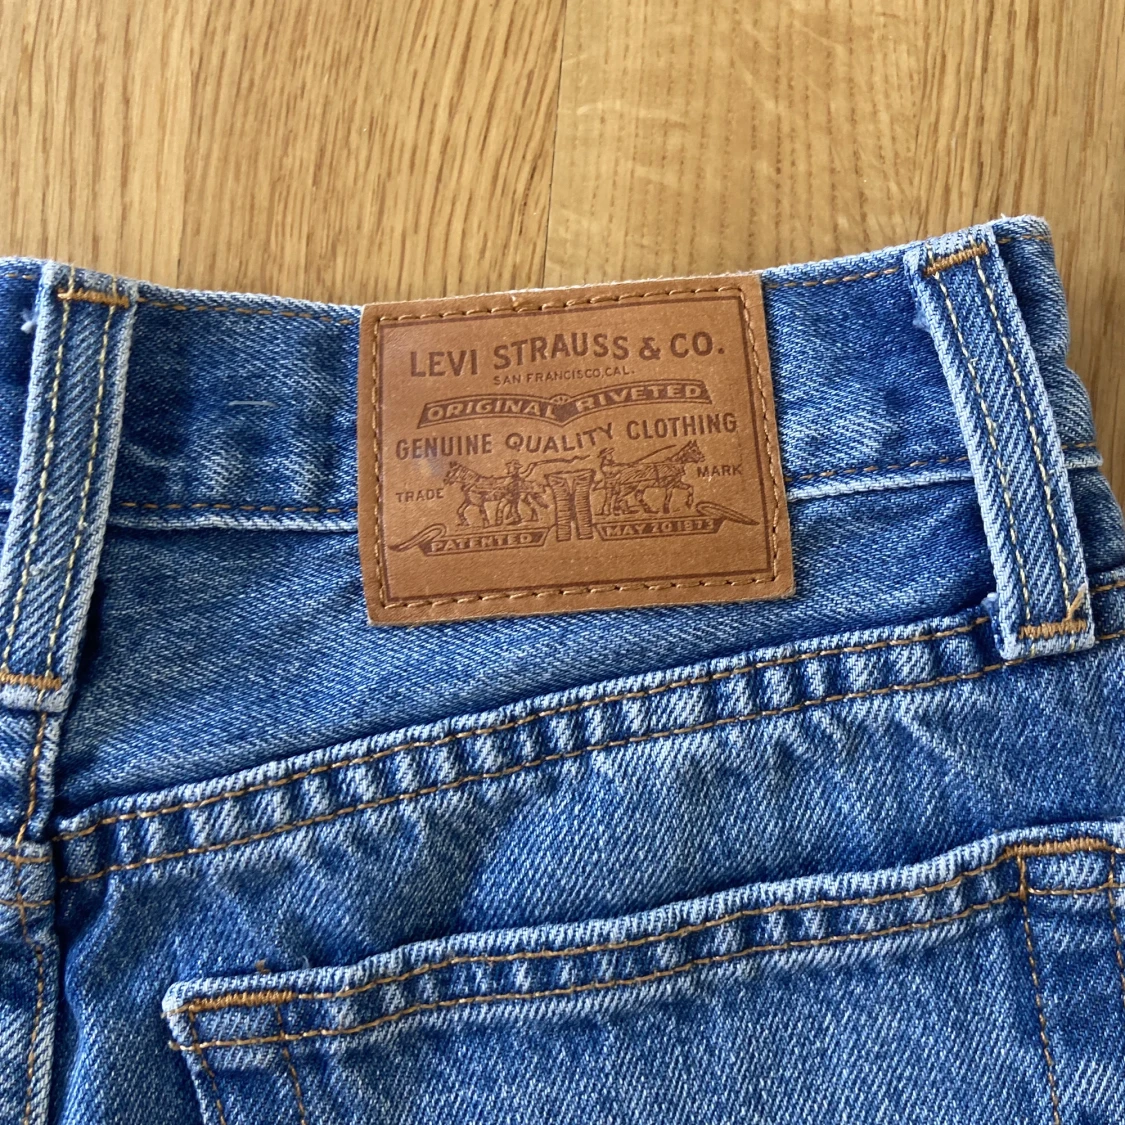 LEVI STRAUSS & CO.
SAN FRANCISCO, CAL.
ORIGINAL RIVETED
GENUINE QUALITY CLOTHING
TRADE MARK
PATENTED MAY 20 1873